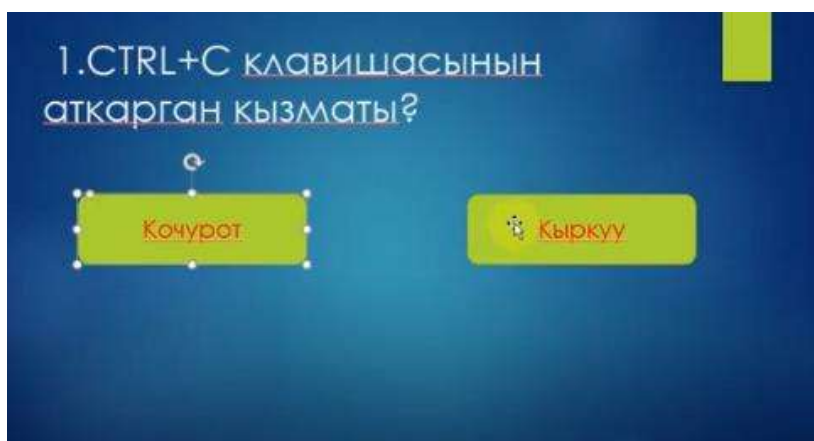 1.CTRL+C клавишасынын
аткарган кызматы?
Кочурот
Кыркуу